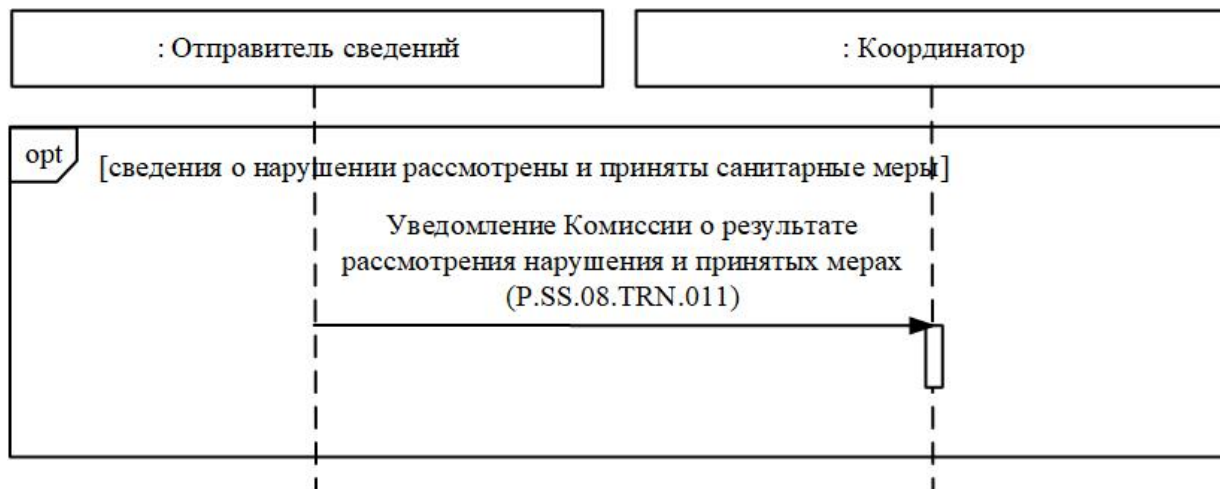 : Отправитель сведений
: Координатор
opt
[сведения о нарушении рассмотрены и приняты санитарные меры]
Уведомление Комиссии о результате
рассмотрения нарушения и принятых мерах
(P.SS.08.TRN.011)